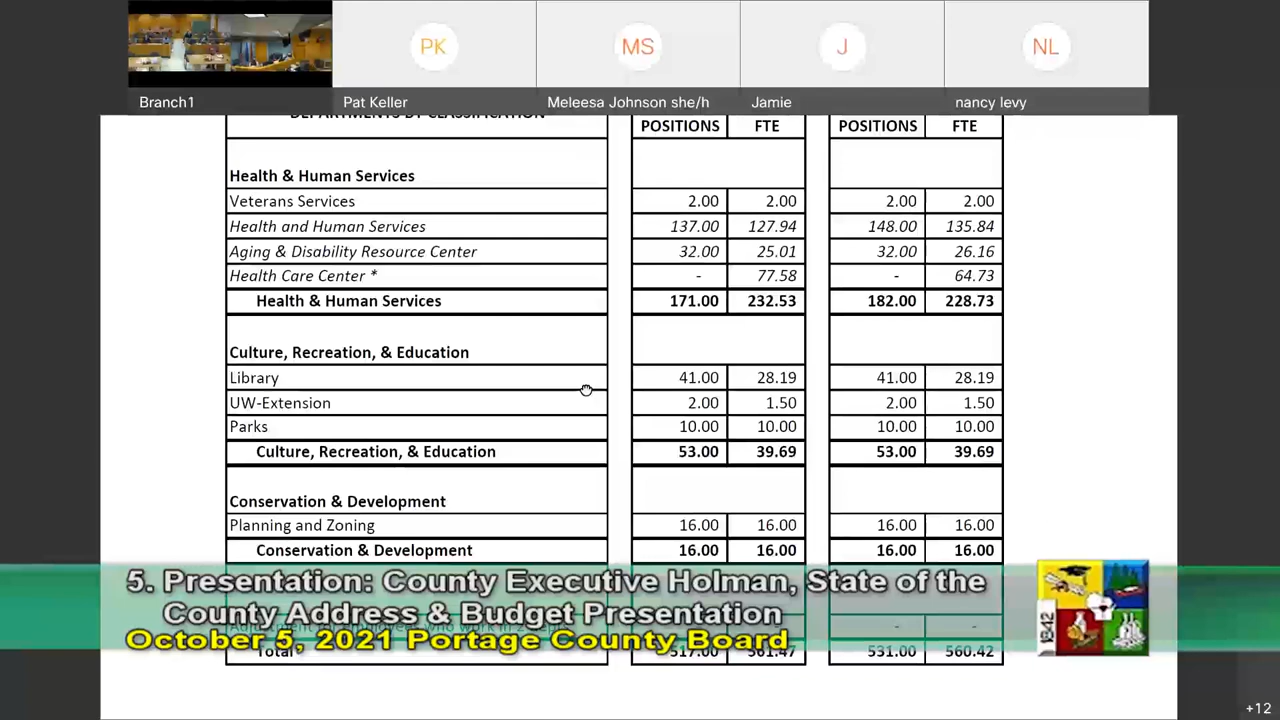 PK
MS
J
NL
Branch1
Pat Keller
Meleesa Johnson she/h
Jamie
nancy levy
DEPARTMENTS BY CLASSIFICATION POSITIONS FTE POSITIONS FTE
Health & Human Services
Veterans Services 2.00 2.00 2.00 2.00
Health and Human Services 137.00 127.94 148.00 135.84
Aging & Disability Resource Center 32.00 25.01 32.00 26.16
Health Care Center * - 77.58 - 64.73
Health & Human Services 171.00 232.53 182.00 228.73
Culture, Recreation, & Education
Library 41.00 28.19 41.00 28.19
UW-Extension 2.00 1.50 2.00 1.50
Parks 10.00 10.00 10.00 10.00
Culture, Recreation, & Education 53.00 39.69 53.00 39.69
Conservation & Development
Planning and Zoning 16.00 16.00 16.00 16.00
Conservation & Development 16.00 16.00 16.00 16.00
5. Presentation: County Executive Holman, State of the
County Address & Budget Presentation
October 5, 2021 Portage County Board
1842
- -
Total 517.00 561.47 531.00 560.42
+12